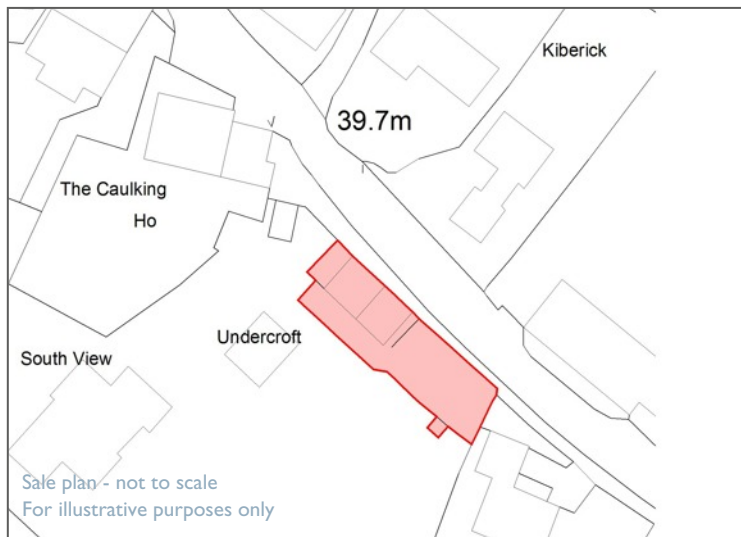 Kiberick
39.7m
The Caulking
Ho
Undercroft
South View
Sale plan - not to scale
For illustrative purposes only